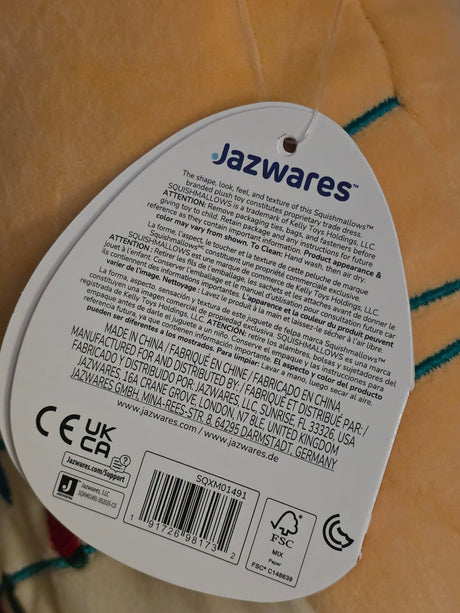 Jazwares™
The shape, look, feel, and texture of this Squishmallows™
branded plush toy constitutes proprietary trade dress.
SQUISHMALLOWS is a trademark of Kelly Toys Holdings, LLC.
ATTENTION: Remove packaging ties, bags, and fasteners before
giving toy to child. Retain package and instructions for future
reference as they contain important information. Product appearance &
color may vary from shown. To Clean: Hand wash, then air dry.
La forme, l'aspect, le toucher et la texture de cette peluche de marque
Squishmallows™ constituent une propriété commerciale exclusive.
SQUISHMALLOWS est une marque de commerce de Kelly Toys Holdings, LLC.
ATTENTION : Retirer les fils de l'emballage, les sacs et les attaches avant de donner le
jouet à l'enfant. Conserver l'emballage et le manuel d'utilisation pour consultation future car
ils contiennent des informations importantes. L'apparence et la couleur du produit peuvent
varier de l'image. Nettoyage : Lavez le produit à la main et laissez-le sécher à l'air libre.
La forma, aspecto, sensación y textura de este juguete de felpa marca Squishmallows™
constituyen una imagen comercial exclusiva. SQUISHMALLOWS es una marca registrada
de Kelly Toys Holdings, LLC. ATENCIÓN: retire los alambres, bolsas y sujetadores del
empaque antes de darle el juguete a un niño. Conserve el empaque y las instrucciones para
referencia futura, ya que contienen información importante. El aspecto y color del producto
pueden ser diferentes a los mostrados. Para limpiar: Lavar a mano, luego secar al aire.
MADE IN CHINA / FABRIQUÉ EN CHINE / FABRICADO EN CHINA
MANUFACTURED FOR AND DISTRIBUTED BY: / FABRIQUÉ ET DISTRIBUÉ PAR: /
FABRICADO Y DISTRIBUIDO POR: JAZWARES, LLC, SUNRISE, FL 33326, USA
JAZWARES, 16A CRANE GROVE, LONDON, N7 8LE, UNITED KINGDOM
JAZWARES GMBH, MINA-REES-STR. 8, 64295 DARMSTADT, GERMANY
www.jazwares.com / www.jazwares.de
CE UK
CA
Jazwares.com/Support
Jazwares, LLC
SQXM01491
1 91726 98173 2
FSC
MIX
Paper
FSC® C148639